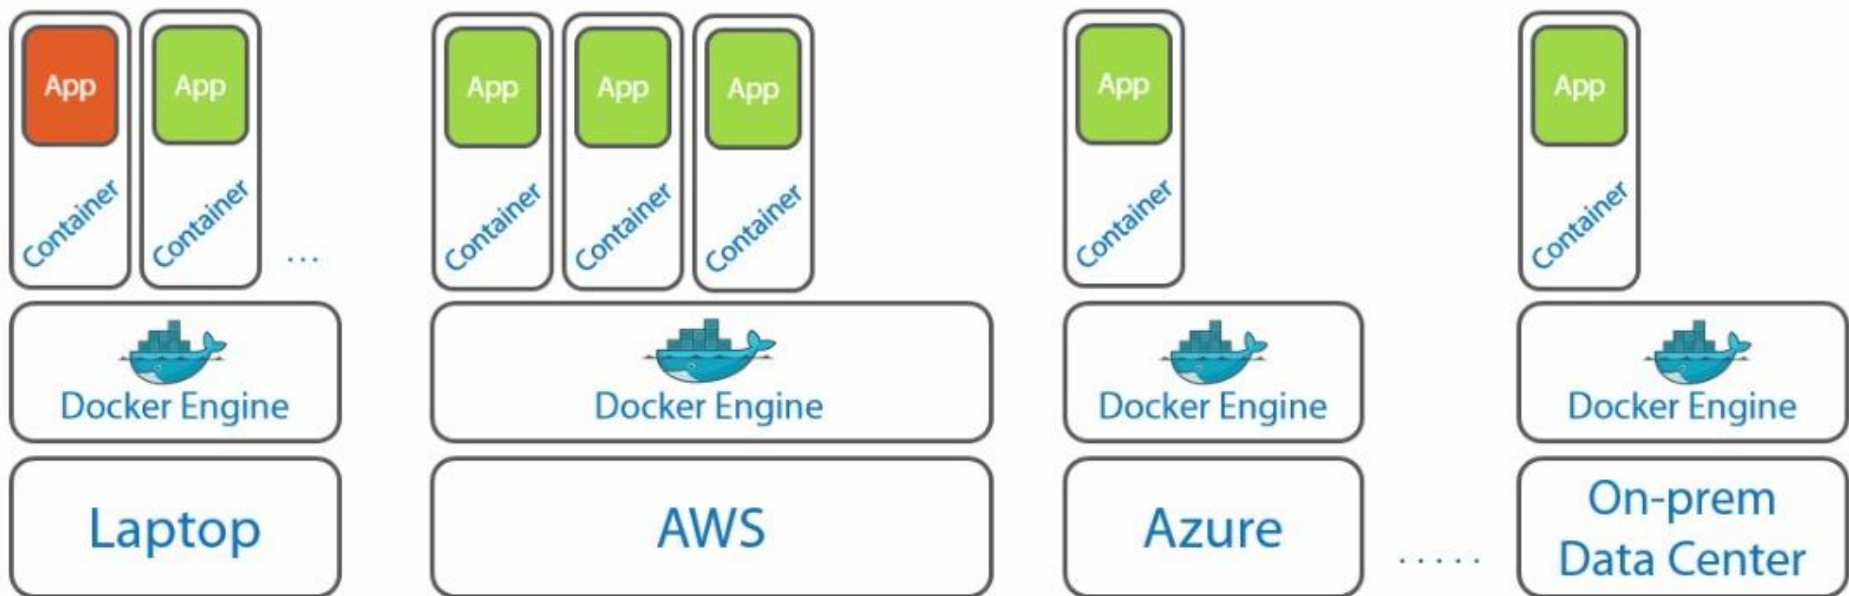 App
App
App
App
App
App
App
Container
Container
...
Container
Container
Container
Container
Container
Docker Engine
Docker Engine
Docker Engine
Docker Engine
Laptop
AWS
Azure
.....
On-prem
Data Center